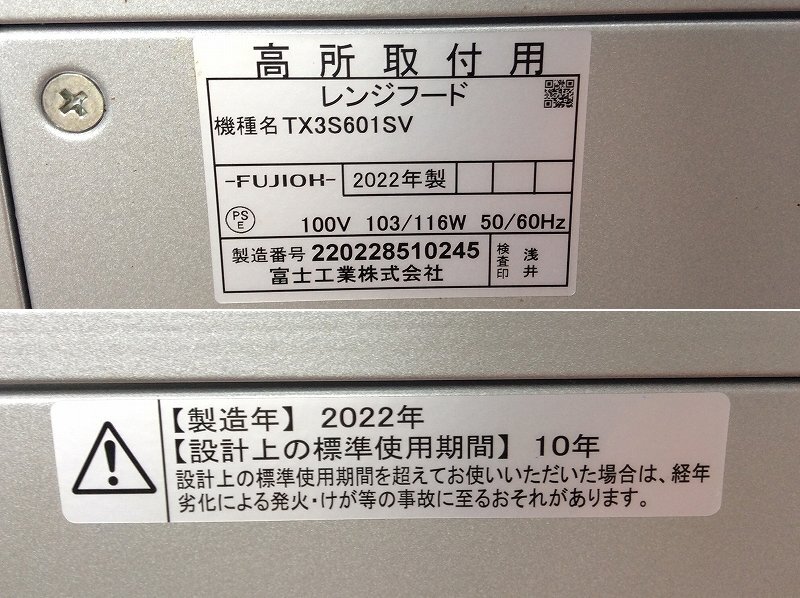 高所取付用
レンジフード
機種名 TX3S601SV
-FUJIOH- 2022年製
PS E 100V 103/116W 50/60Hz
製造番号 220228510245
富士工業株式会社
検査印 浅井
【製造年】 2022年
【設計上の標準使用期間】 10年
設計上の標準使用期間を超えてお使いいただいた場合は、経年
劣化による発火・けが等の事故に至るおそれがあります。